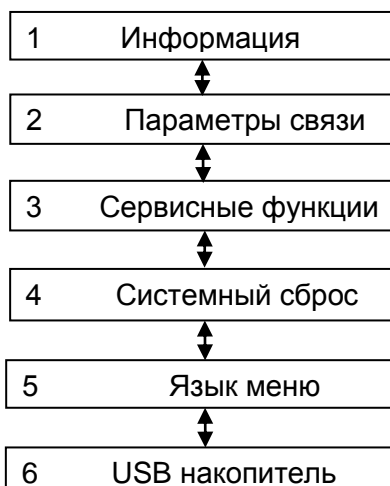 1 Информация
2 Параметры связи
3 Сервисные функции
4 Системный сброс
5 Язык меню
6 USB накопитель